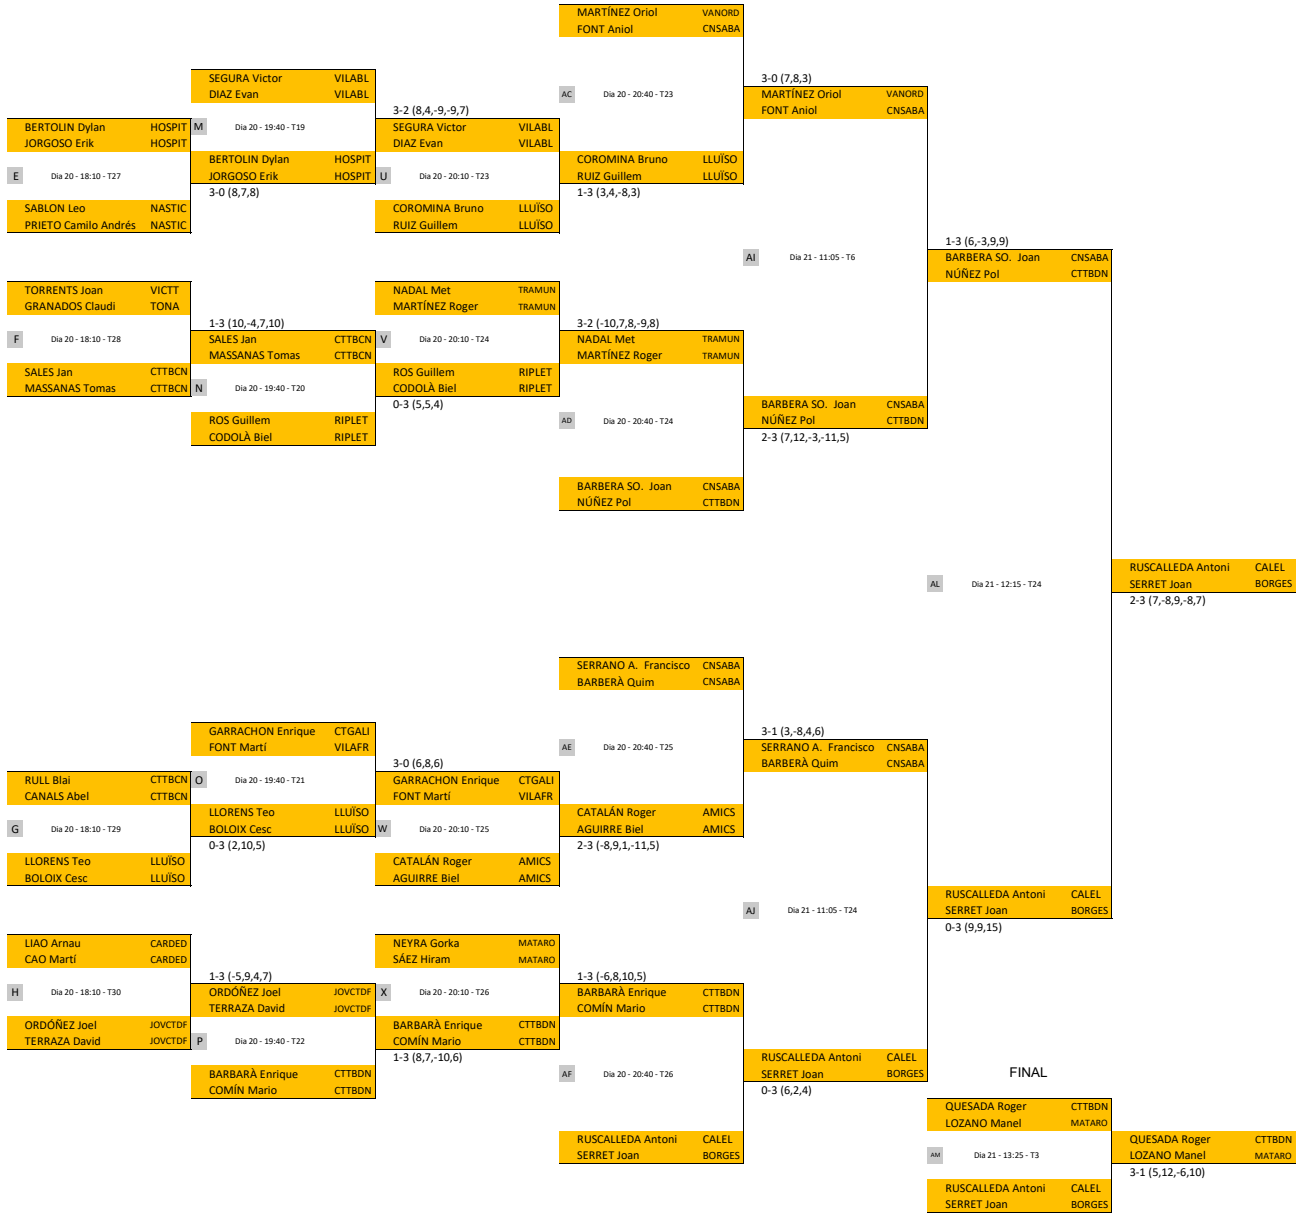 MARTÍNEZ Oriol VANORD
FONT Aniol CNSABA
SEGURA Victor VILABL
DIAZ Evan VILABL
3-0 (7,8,3)
AC Dia 20 - 20:40 - T23
MARTÍNEZ Oriol VANORD
FONT Aniol CNSABA
3-2 (8,4,-9,-9,7)
BERTOLIN Dylan HOSPIT
JORGOSO Erik HOSPIT
M Dia 20 - 19:40 - T19
SEGURA Victor VILABL
DIAZ Evan VILABL
BERTOLIN Dylan HOSPIT
JORGOSO Erik HOSPIT
COROMINA Bruno LLUÏSO
RUIZ Guillem LLUÏSO
E Dia 20 - 18:10 - T27
U Dia 20 - 20:10 - T23
3-0 (8,7,8)
1-3 (3,4,-8,3)
SABLON Leo NASTIC
PRIETO Camilo Andrés NASTIC
COROMINA Bruno LLUÏSO
RUIZ Guillem LLUÏSO
1-3 (6,-3,9,9)
AI Dia 21 - 11:05 - T6
BARBERA SO. Joan CNSABA
NÚÑEZ Pol CTTBDN
TORRENTS Joan VICTT
GRANADOS Claudi TONA
NADAL Met TRAMUN
MARTÍNEZ Roger TRAMUN
1-3 (10,-4,7,10)
3-2 (-10,7,8,-9,8)
F Dia 20 - 18:10 - T28
SALES Jan CTTBCN
MASSANAS Tomas CTTBCN
V Dia 20 - 20:10 - T24
NADAL Met TRAMUN
MARTÍNEZ Roger TRAMUN
SALES Jan CTTBCN
MASSANAS Tomas CTTBCN
N Dia 20 - 19:40 - T20
ROS Guillem RIPLET
CODOLÀ Biel RIPLET
0-3 (5,5,4)
BARBERA SO. Joan CNSABA
NÚÑEZ Pol CTTBDN
ROS Guillem RIPLET
CODOLÀ Biel RIPLET
AD Dia 20 - 20:40 - T24
2-3 (7,12,-3,-11,5)
BARBERA SO. Joan CNSABA
NÚÑEZ Pol CTTBDN
RUSCALLEDA Antoni CALEL
SERRET Joan BORGES
AL Dia 21 - 12:15 - T24
2-3 (7,-8,9,-8,7)
SERRANO A. Francisco CNSABA
BARBERÀ Quim CNSABA
GARRACHON Enrique CTGALI
FONT Martí VILAFR
3-1 (3,-8,4,6)
AE Dia 20 - 20:40 - T25
SERRANO A. Francisco CNSABA
BARBERÀ Quim CNSABA
3-0 (6,8,6)
RULL Blai CTTBCN
CANALS Abel CTTBCN
O Dia 20 - 19:40 - T21
GARRACHON Enrique CTGALI
FONT Martí VILAFR
LLORENS Teo LLUÏSO
BOLOIX Cesc LLUÏSO
CATALÁN Roger AMICS
AGUIRRE Biel AMICS
G Dia 20 - 18:10 - T29
W Dia 20 - 20:10 - T25
0-3 (2,10,5)
2-3 (-8,9,1,-11,5)
LLORENS Teo LLUÏSO
BOLOIX Cesc LLUÏSO
CATALÁN Roger AMICS
AGUIRRE Biel AMICS
AJ Dia 21 - 11:05 - T24
RUSCALLEDA Antoni CALEL
SERRET Joan BORGES
0-3 (9,9,15)
LIAO Arnau CARDED
CAO Martí CARDED
NEYRA Gorka MATARO
SÁEZ Hiram MATARO
1-3 (-5,9,4,7)
1-3 (-6,8,10,5)
H Dia 20 - 18:10 - T30
ORDÓÑEZ Joel JOVCTDF
TERRAZA David JOVCTDF
X Dia 20 - 20:10 - T26
BARBARÀ Enrique CTTBDN
COMÍN Mario CTTBDN
ORDÓÑEZ Joel JOVCTDF
TERRAZA David JOVCTDF
P Dia 20 - 19:40 - T22
BARBARÀ Enrique CTTBDN
COMÍN Mario CTTBDN
1-3 (8,7,-10,6)
RUSCALLEDA Antoni CALEL
SERRET Joan BORGES
BARBARÀ Enrique CTTBDN
COMÍN Mario CTTBDN
AF Dia 20 - 20:40 - T26
0-3 (6,2,4)
FINAL
QUESADA Roger CTTBDN
LOZANO Manel MATARO
RUSCALLEDA Antoni CALEL
SERRET Joan BORGES
AM Dia 21 - 13:25 - T3
QUESADA Roger CTTBDN
LOZANO Manel MATARO
3-1 (5,12,-6,10)
RUSCALLEDA Antoni CALEL
SERRET Joan BORGES